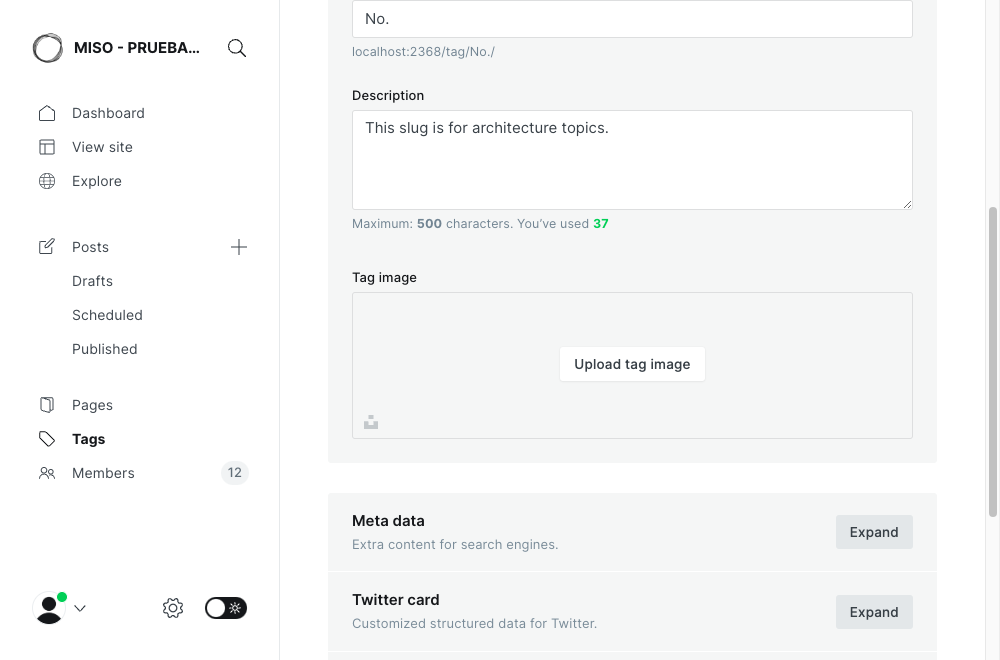 MISO - PRUEBA...
Dashboard
View site
Explore
Posts
Drafts
Scheduled
Published
Pages
Tags
Members
12
No.
localhost:2368/tag/No./
Description
This slug is for architecture topics.
Maximum: 500 characters. You’ve used 37
Tag image
Upload tag image
Meta data
Extra content for search engines.
Expand
Twitter card
Customized structured data for Twitter.
Expand